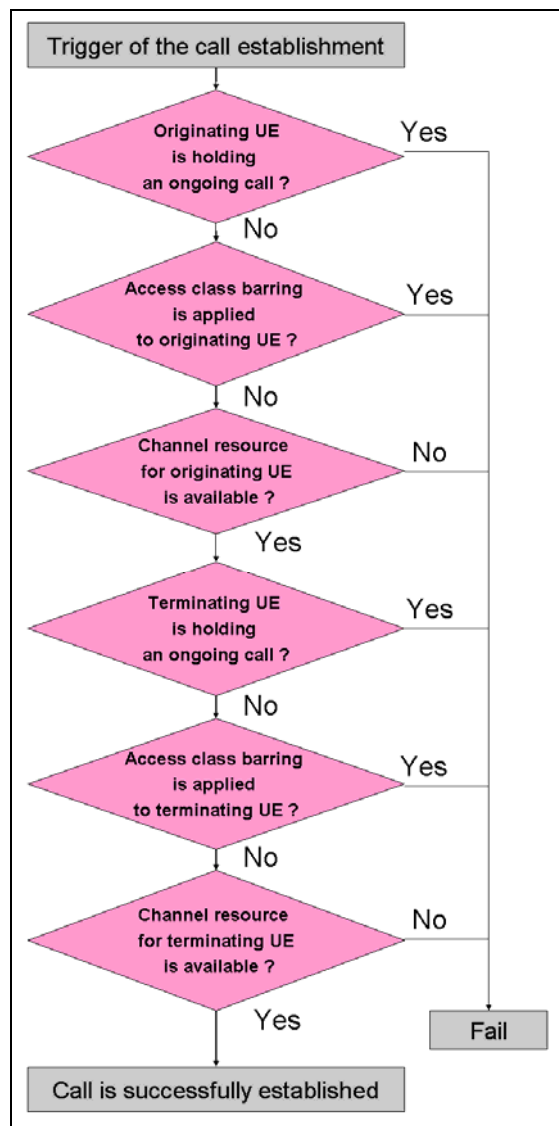 Trigger of the call establishment
Originating UE
is holding
an ongoing call ?
Yes
No
Access class barring
is applied
to originating UE ?
Yes
No
Channel resource
for originating UE
is available ?
No
Yes
Terminating UE
is holding
an ongoing call ?
Yes
No
Access class barring
is applied
to terminating UE ?
Yes
No
Channel resource
for terminating UE
is available ?
No
Yes
Fail
Call is successfully established